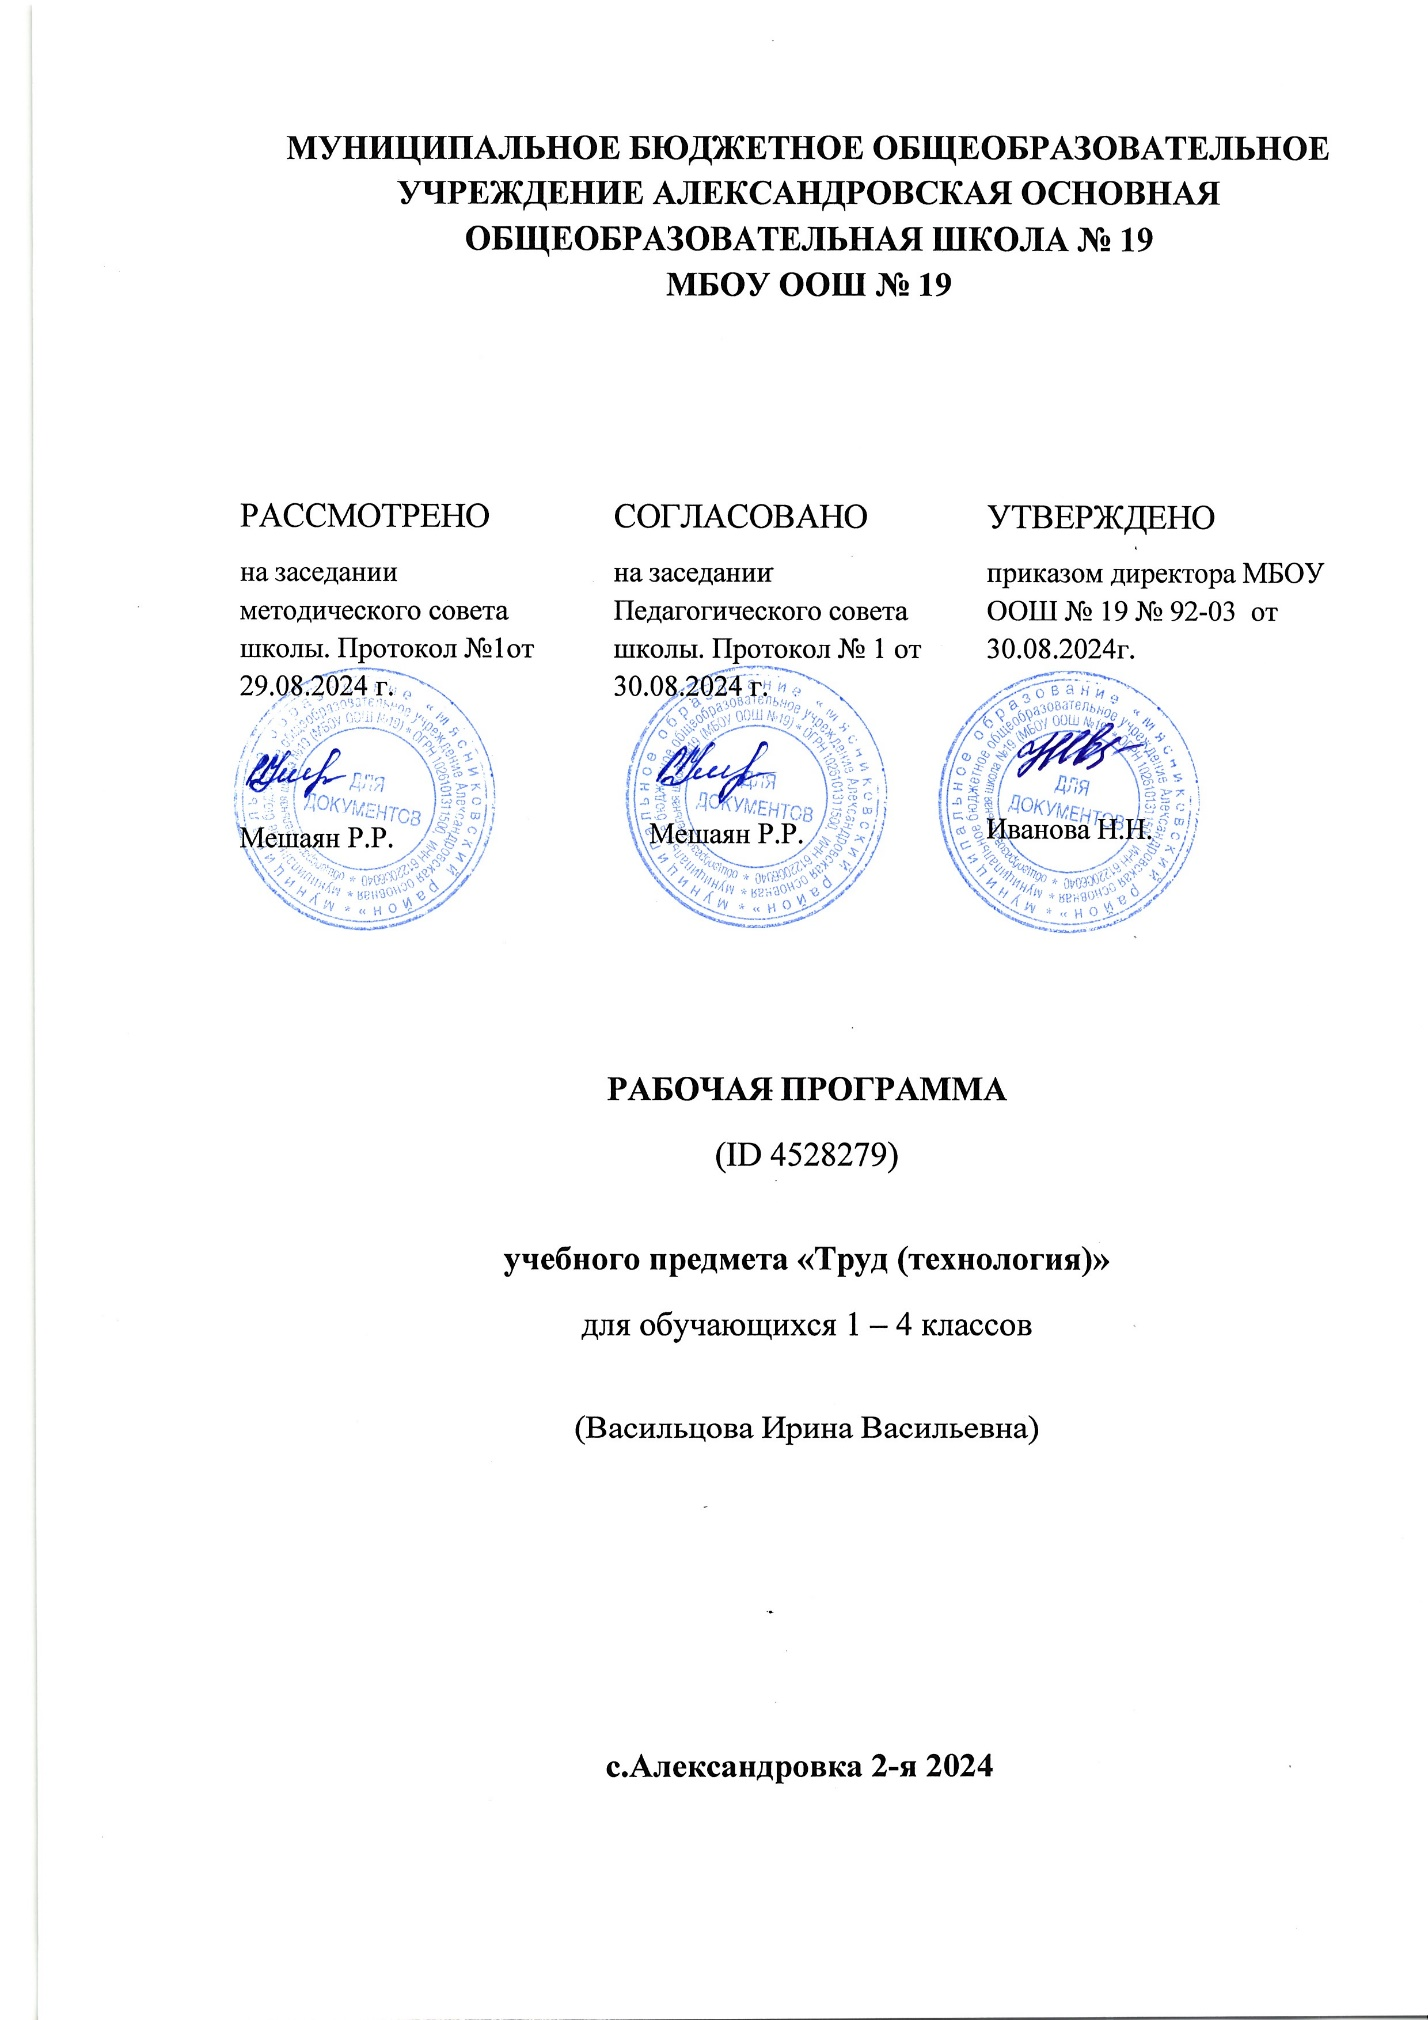 МУНИЦИПАЛЬНОЕ БЮДЖЕТНОЕ ОБЩЕОБРАЗОВАТЕЛЬНОЕ
УЧРЕЖДЕНИЕ АЛЕКСАНДРОВСКАЯ ОСНОВНАЯ
ОБЩЕОБРАЗОВАТЕЛЬНАЯ ШКОЛА № 19
МБОУ ООШ № 19
РАССМОТРЕНО
на заседании
методического совета
школы. Протокол №1от
29.08.2024 г.
ДЛЯ
ДОКУМЕНТОВ
Мешаян Р.Р.
СОГЛАСОВАНО
на заседании
Педагогического совета
школы. Протокол № 1 от
30.08.2024 г.
ДЛЯ
ДОКУМЕНТОВ
Мешаян Р.Р.
УТВЕРЖДЕНО
приказом директора МБОУ
ООШ № 19 № 92-03 от
30.08.2024г.
ДЛЯ
ДОКУМЕНТОВ
Иванова Н.Н.
РАБОЧАЯ ПРОГРАММА
(ID 4528279)
учебного предмета «Труд (технология)»
для обучающихся 1 – 4 классов
(Васильцова Ирина Васильевна)
с.Александровка 2-я 2024